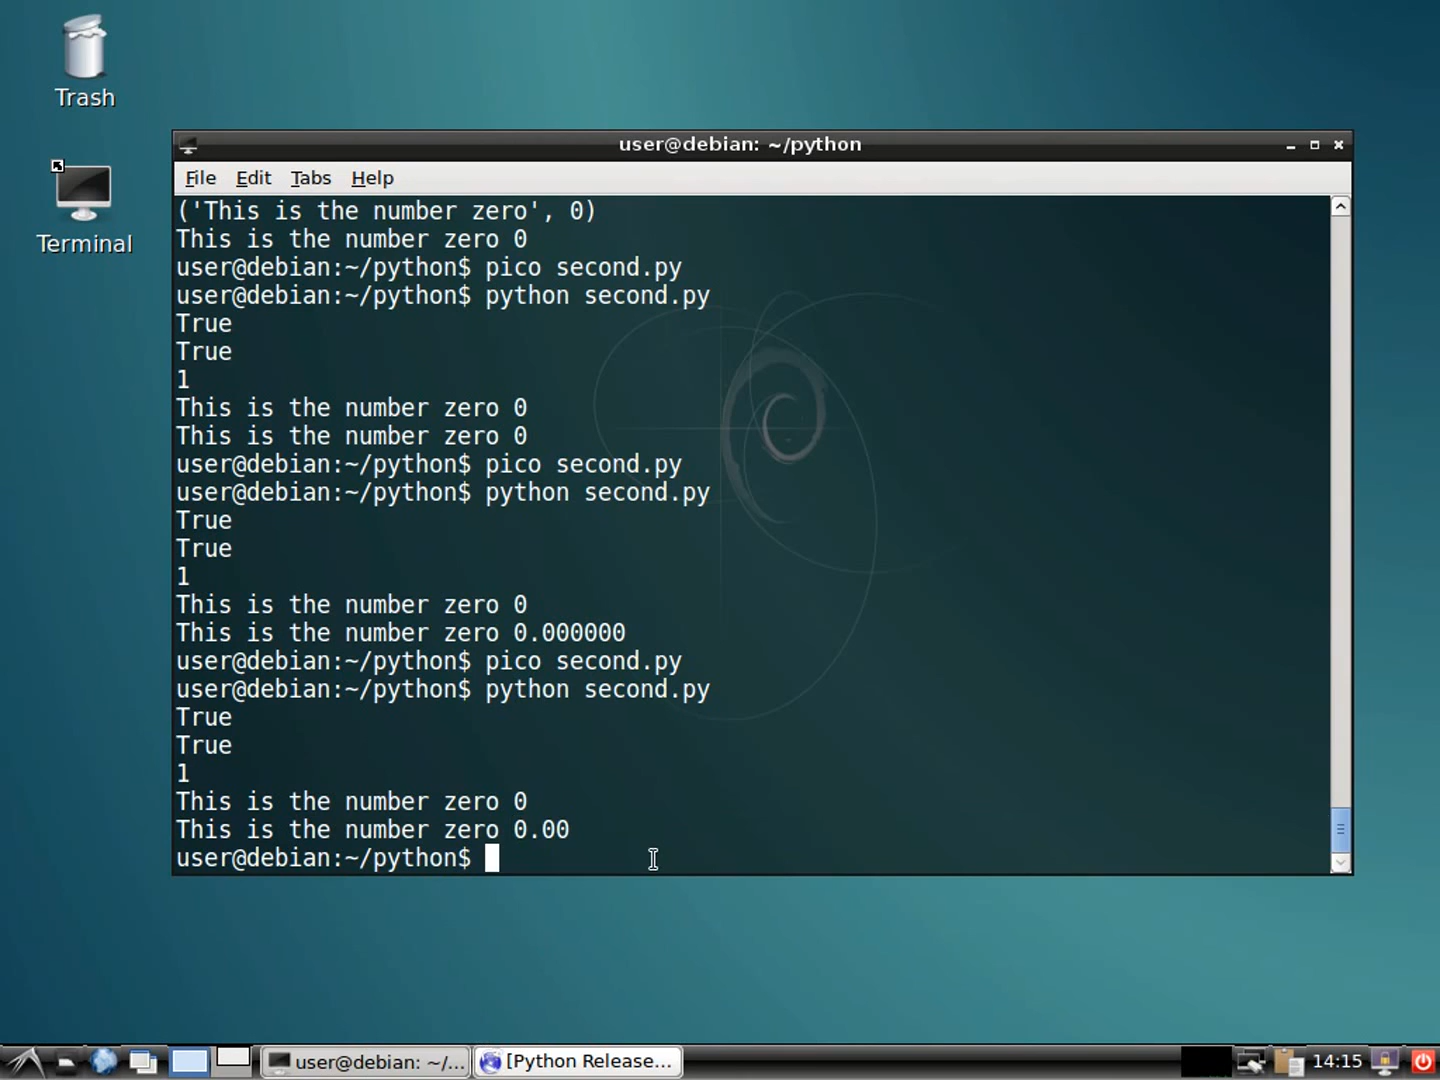 Trash
Terminal
user@debian: ~/python
File Edit Tabs Help
('This is the number zero', 0)
This is the number zero 0
user@debian:~/python$ pico second.py
user@debian:~/python$ python second.py
True
True
1
This is the number zero 0
This is the number zero 0
user@debian:~/python$ pico second.py
user@debian:~/python$ python second.py
True
True
1
This is the number zero 0
This is the number zero 0.000000
user@debian:~/python$ pico second.py
user@debian:~/python$ python second.py
True
True
1
This is the number zero 0
This is the number zero 0.00
user@debian:~/python$
user@debian: ~/... [Python Release... 14:15